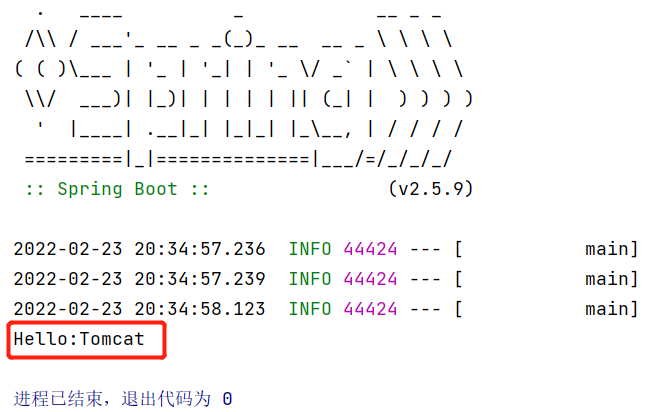 .   ____          _            __ _ _
 /\\ / ___'_ __ _ _(_)_ __  __ _ \ \ \ \
( ( )\___ | '_ | '_| | '_ \/ _` | \ \ \ \
 \\/  ___)| |_)| | | | | || (_| |  ) ) ) )
  '  |____| .__|_| |_|_| |_\__, | / / / /
 =========|_|==============|___/=/_/_/_/
 :: Spring Boot ::                (v2.5.9)
2022-02-23 20:34:57.236  INFO 44424 --- [           main]
2022-02-23 20:34:57.239  INFO 44424 --- [           main]
2022-02-23 20:34:58.123  INFO 44424 --- [           main]
Hello:Tomcat
进程已结束，退出代码为 0